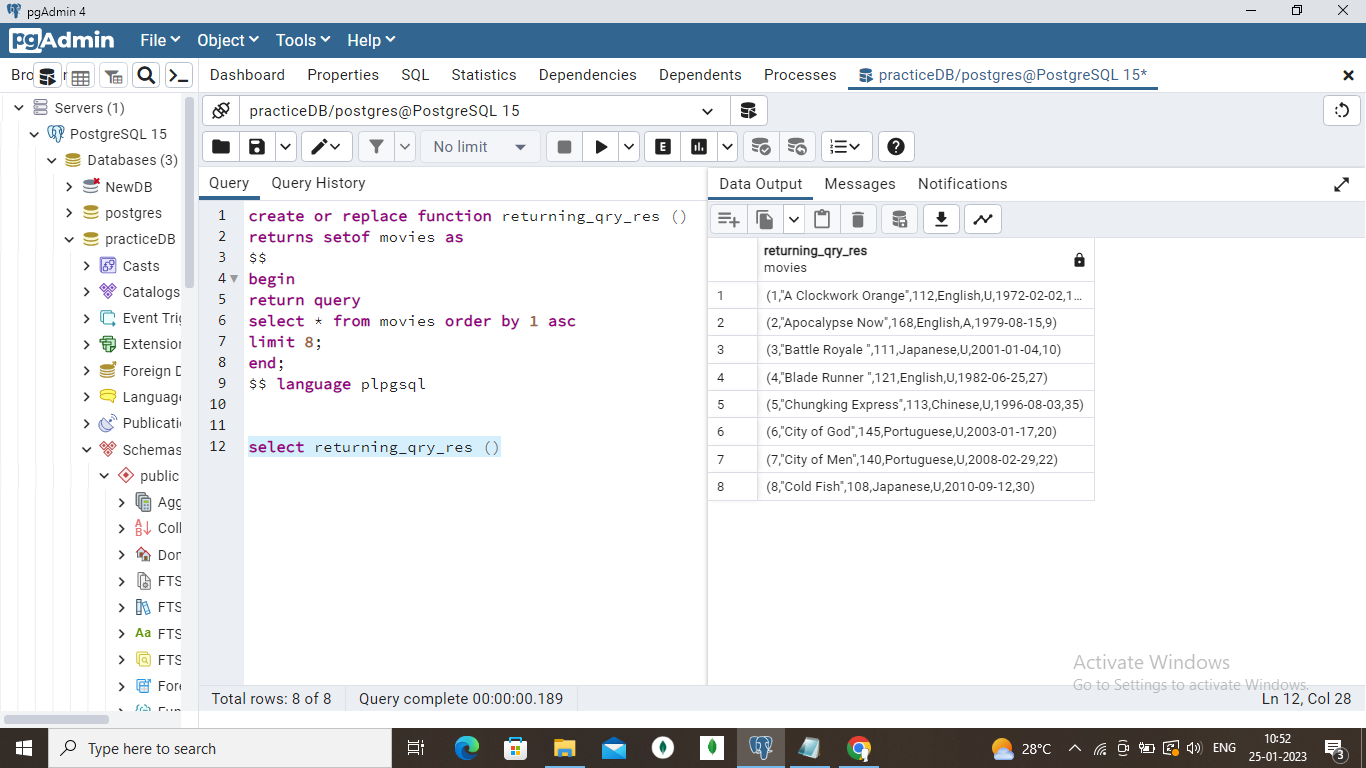 pgAdmin 4
pgAdmin File Object Tools Help
Dashboard Properties SQL Statistics Dependencies Dependents Processes practiceDB/postgres@PostgreSQL 15*
Servers (1)
PostgreSQL 15
Databases (3)
NewDB
postgres
practiceDB
Casts
Catalogs
Event Trig
Extension
Foreign D
Language
Publicati
Schemas
public
Agg
Coll
Don
FTS
FTS
Aa FTS
FTS
Fore
practiceDB/postgres@PostgreSQL 15
No limit
E
Query Query History
1 create or replace function returning_qry_res ()
2 returns setof movies as
3 $$
4 begin
5 return query
6 select * from movies order by 1 asc
7 limit 8;
8 end;
9 $$ language plpgsql
10
11
12 select returning_qry_res ()
Data Output Messages Notifications
returning_qry_res
movies
1 (1,"A Clockwork Orange",112,English,U,1972-02-02,1...
2 (2,"Apocalypse Now",168,English,A,1979-08-15,9)
3 (3,"Battle Royale ",111,Japanese,U,2001-01-04,10)
4 (4,"Blade Runner ",121,English,U,1982-06-25,27)
5 (5,"Chungking Express",113,Chinese,U,1996-08-03,35)
6 (6,"City of God",145,Portuguese,U,2003-01-17,20)
7 (7,"City of Men",140,Portuguese,U,2008-02-29,22)
8 (8,"Cold Fish",108,Japanese,U,2010-09-12,30)
Activate Windows
Go to Settings to activate Windows.
Total rows: 8 of 8 Query complete 00:00:00.189 Ln 12, Col 28
Type here to search
28°C ENG
10:52
25-01-2023
3